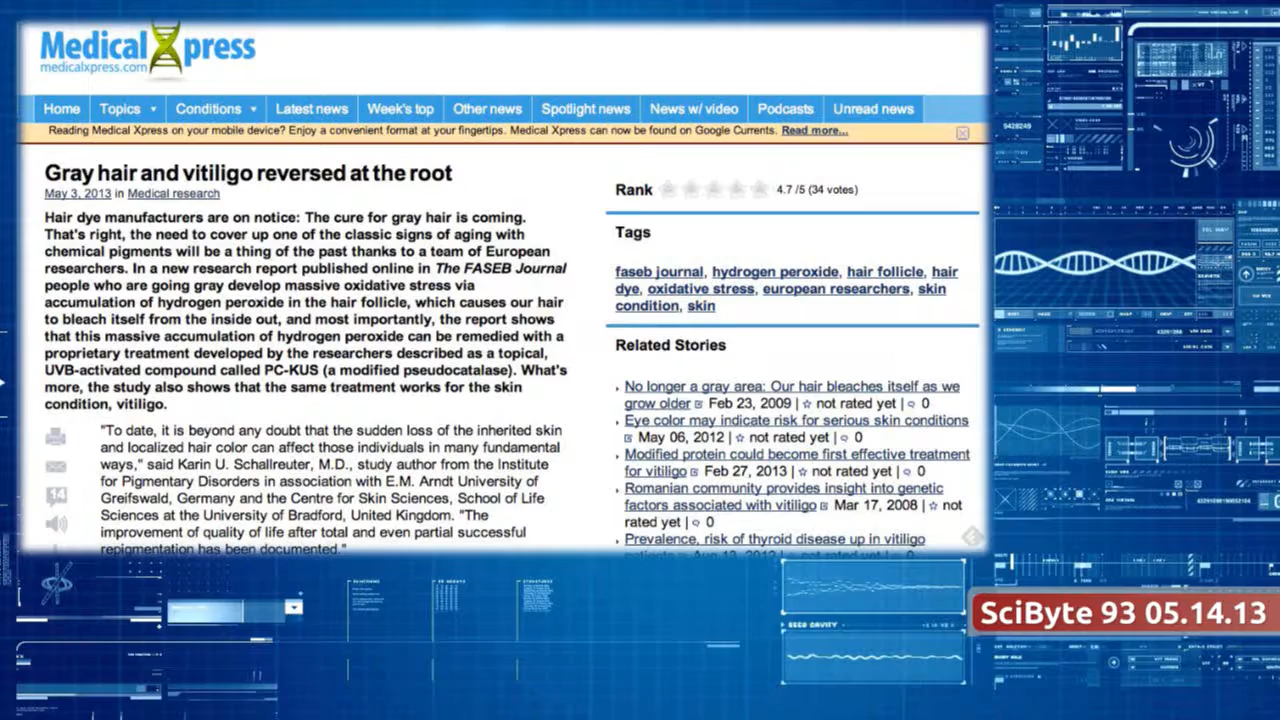 Medical Xpress
medicalxpress.com
Home Topics Conditions Latest news Week's top Other news Spotlight news News w/ video Podcasts Unread news
Reading Medical Xpress on your mobile device? Enjoy a convenient format at your fingertips. Medical Xpress can now be found on Google Currents. Read more...
Gray hair and vitiligo reversed at the root
May 3, 2013 in Medical research
Hair dye manufacturers are on notice: The cure for gray hair is coming.
That's right, the need to cover up one of the classic signs of aging with
chemical pigments will be a thing of the past thanks to a team of European
researchers. In a new research report published online in The FASEB Journal
people who are going gray develop massive oxidative stress via
accumulation of hydrogen peroxide in the hair follicle, which causes our hair
to bleach itself from the inside out, and most importantly, the report shows
that this massive accumulation of hydrogen peroxide can be remedied with a
proprietary treatment developed by the researchers described as a topical,
UVB-activated compound called PC-KUS (a modified pseudocatalase). What's
more, the study also shows that the same treatment works for the skin
condition, vitiligo.
14
"To date, it is beyond any doubt that the sudden loss of the inherited skin
and localized hair color can affect those individuals in many fundamental
ways," said Karin U. Schallreuter, M.D., study author from the Institute
for Pigmentary Disorders in association with E.M. Arndt University of
Greifswald, Germany and the Centre for Skin Sciences, School of Life
Sciences at the University of Bradford, United Kingdom. "The
improvement of quality of life after total and even partial successful
repigmentation has been documented."
Rank 4.7 /5 (34 votes)
Tags
faseb journal, hydrogen peroxide, hair follicle, hair
dye, oxidative stress, european researchers, skin
condition, skin
Related Stories
No longer a gray area: Our hair bleaches itself as we
grow older Feb 23, 2009 | not rated yet | 0
Eye color may indicate risk for serious skin conditions
May 06, 2012 | not rated yet | 0
Modified protein could become first effective treatment
for vitiligo Feb 27, 2013 | not rated yet | 0
Romanian community provides insight into genetic
factors associated with vitiligo Mar 17, 2008 | not
rated yet | 0
Prevalence, risk of thyroid disease up in vitiligo
SciByte 93 05.14.13